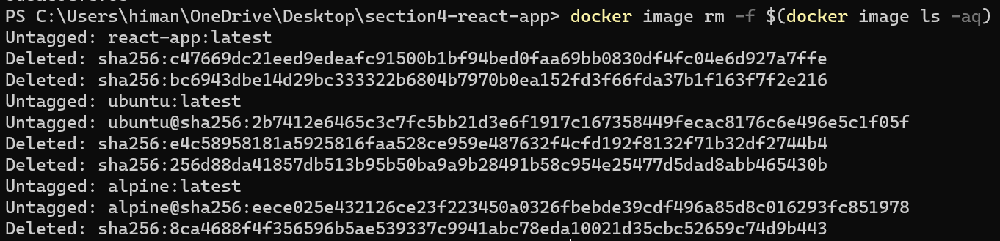 PS C:\Users\himan\OneDrive\Desktop\section4-react-app> docker image rm -f $(docker image ls -aq)
Untagged: react-app:latest
Deleted: sha256:c47669dc21eed9edeafc91500b1bf94bed0faa69bb0830df4fc04e6d927a7ffe
Deleted: sha256:bc6943dbe14d29bc333322b6804b7970b0ea152fd3f66fda37b1f163f7f2e216
Untagged: ubuntu:latest
Untagged: ubuntu@sha256:2b7412e6465c3c7fc5bb21d3e6f1917c167358449fecac8176c6e496e5c1f05f
Deleted: sha256:e4c58958181a5925816faa528ce959e487632f4cfd192f8132f71b32df2744b4
Deleted: sha256:256d88da41857db513b95b50ba9a9b28491b58c954e25477d5dad8abb465430b
Untagged: alpine:latest
Untagged: alpine@sha256:eece025e432126ce23f223450a0326fbebde39cdf496a85d8c016293fc851978
Deleted: sha256:8ca4688f4f356596b5ae539337c9941abc78eda10021d35cbc52659c74d9b443